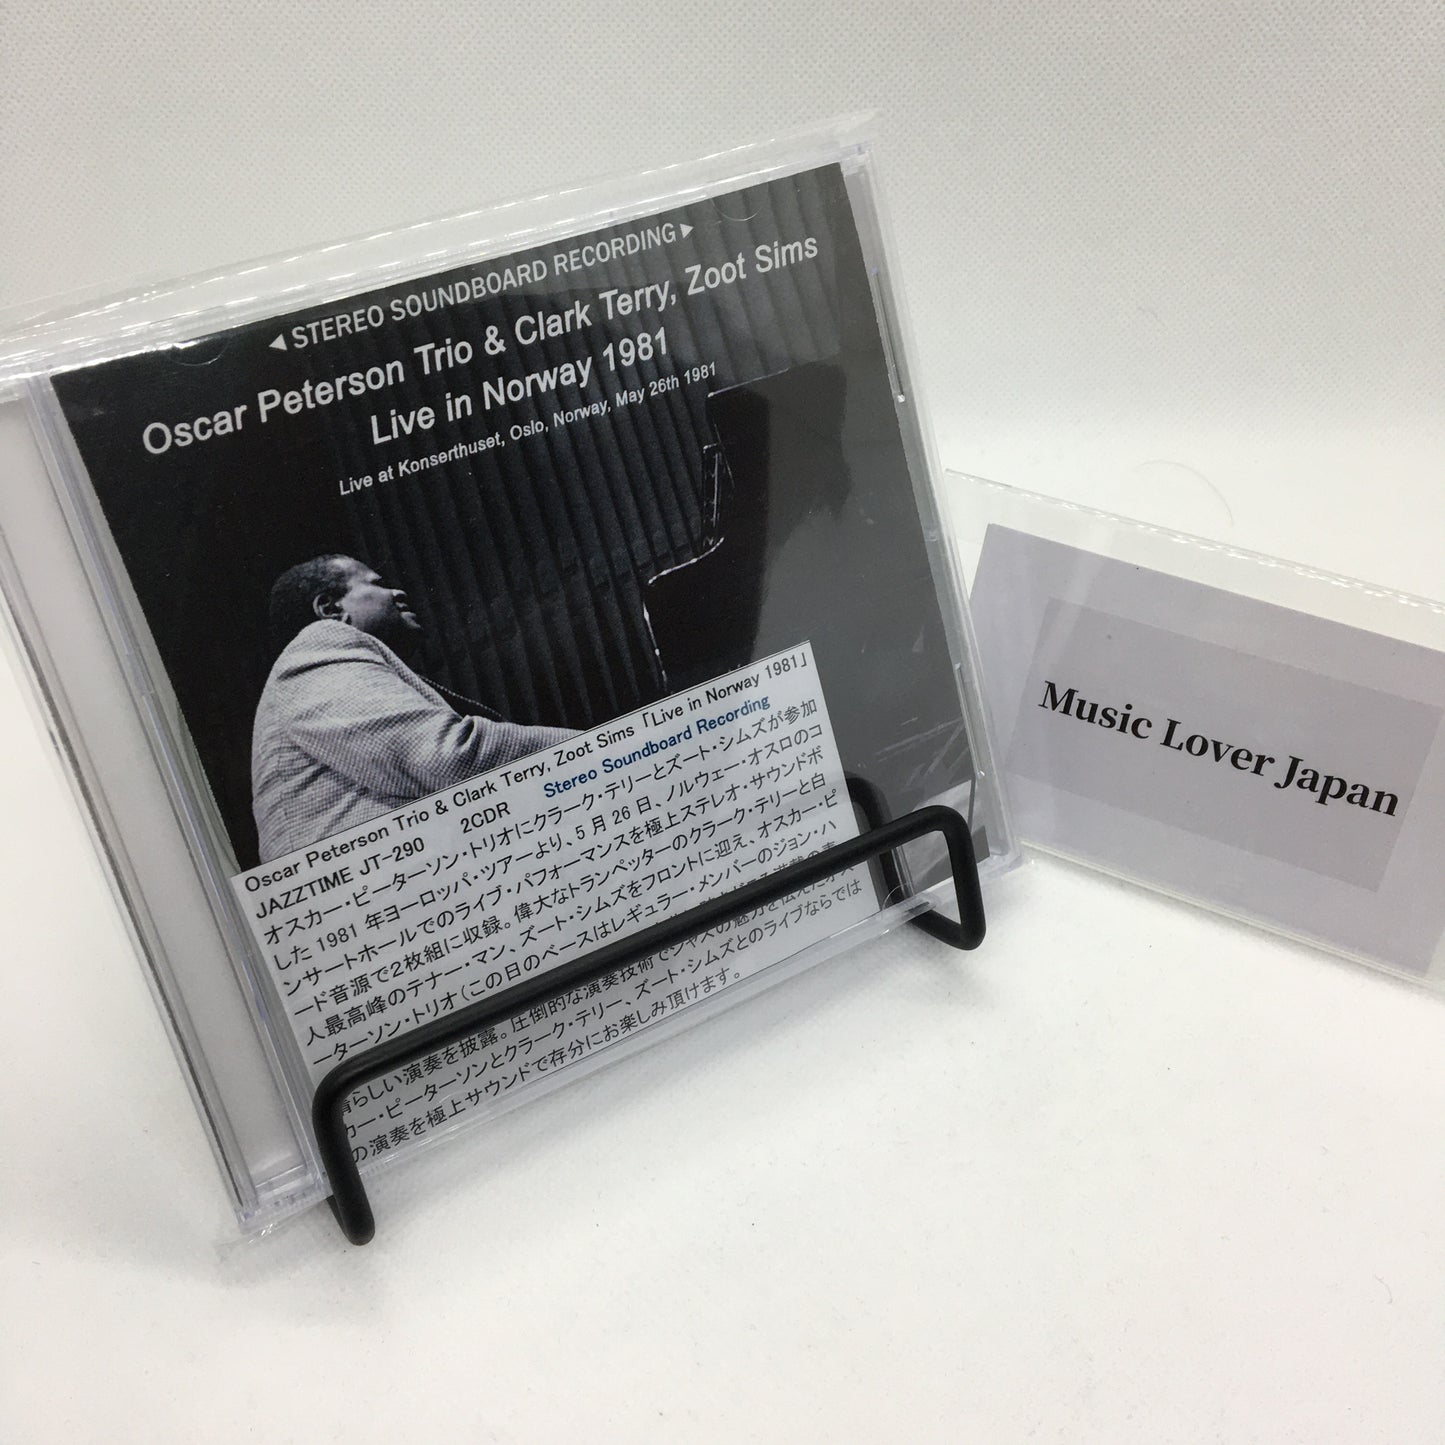 ◀STEREO SOUNDBOARD RECORDING▶
Oscar Peterson Trio & Clark Terry, Zoot Sims
Live in Norway 1981
Live at Konserthuset, Oslo, Norway, May 26th 1981
Oscar Peterson Trio & Clark Terry, Zoot Sims「Live in Norway 1981」
JAZZTIME JT-290 2CDR Stereo Soundboard Recording
オスカー・ピーターソン・トリオにクラーク・テリーとズート・シムズが参加
した1981年ヨーロッパ・ツアーより、5月26日、ノルウェー・オスロのコ
ンサートホールでのライブ・パフォーマンスを極上ステレオ・サウンドボ
ード音源で2枚組に収録。偉大なトランペッターのクラーク・テリーと白
人最高峰のテナー・マン、ズート・シムズをフロントに迎え、オスカー・ピ
ーターソン・トリオ(この日のベースはレギュラー・メンバーのジョン・ハ
晴らしい演奏を披露。圧倒的な演奏技術でジャズの魅力を伝えたオス
カー・ピーターソンとクラーク・テリー、ズート・シムズとのライブならでは
の演奏を極上サウンドで存分にお楽しみ頂けます。
Music Lover Japan